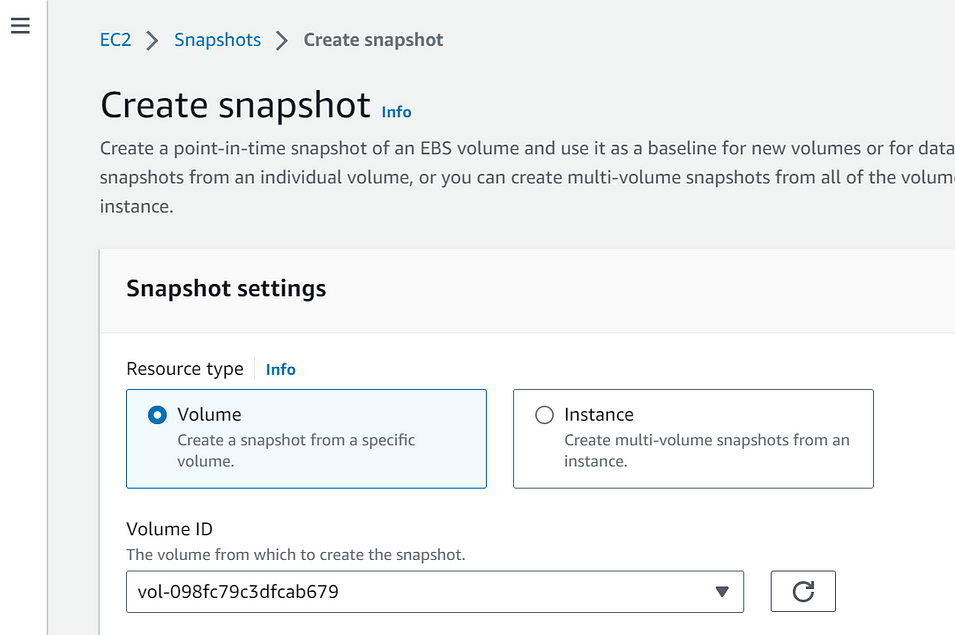 EC2 > Snapshots > Create snapshot
Create snapshot Info
Create a point-in-time snapshot of an EBS volume and use it as a baseline for new volumes or for data
snapshots from an individual volume, or you can create multi-volume snapshots from all of the
instance.
Snapshot settings
Resource type Info
Volume
Create a snapshot from a specific
volume.
Instance
Create multi-volume snapshots from an
instance.
Volume ID
The volume from which to create the snapshot.
vol-098fc79c3dfcab679